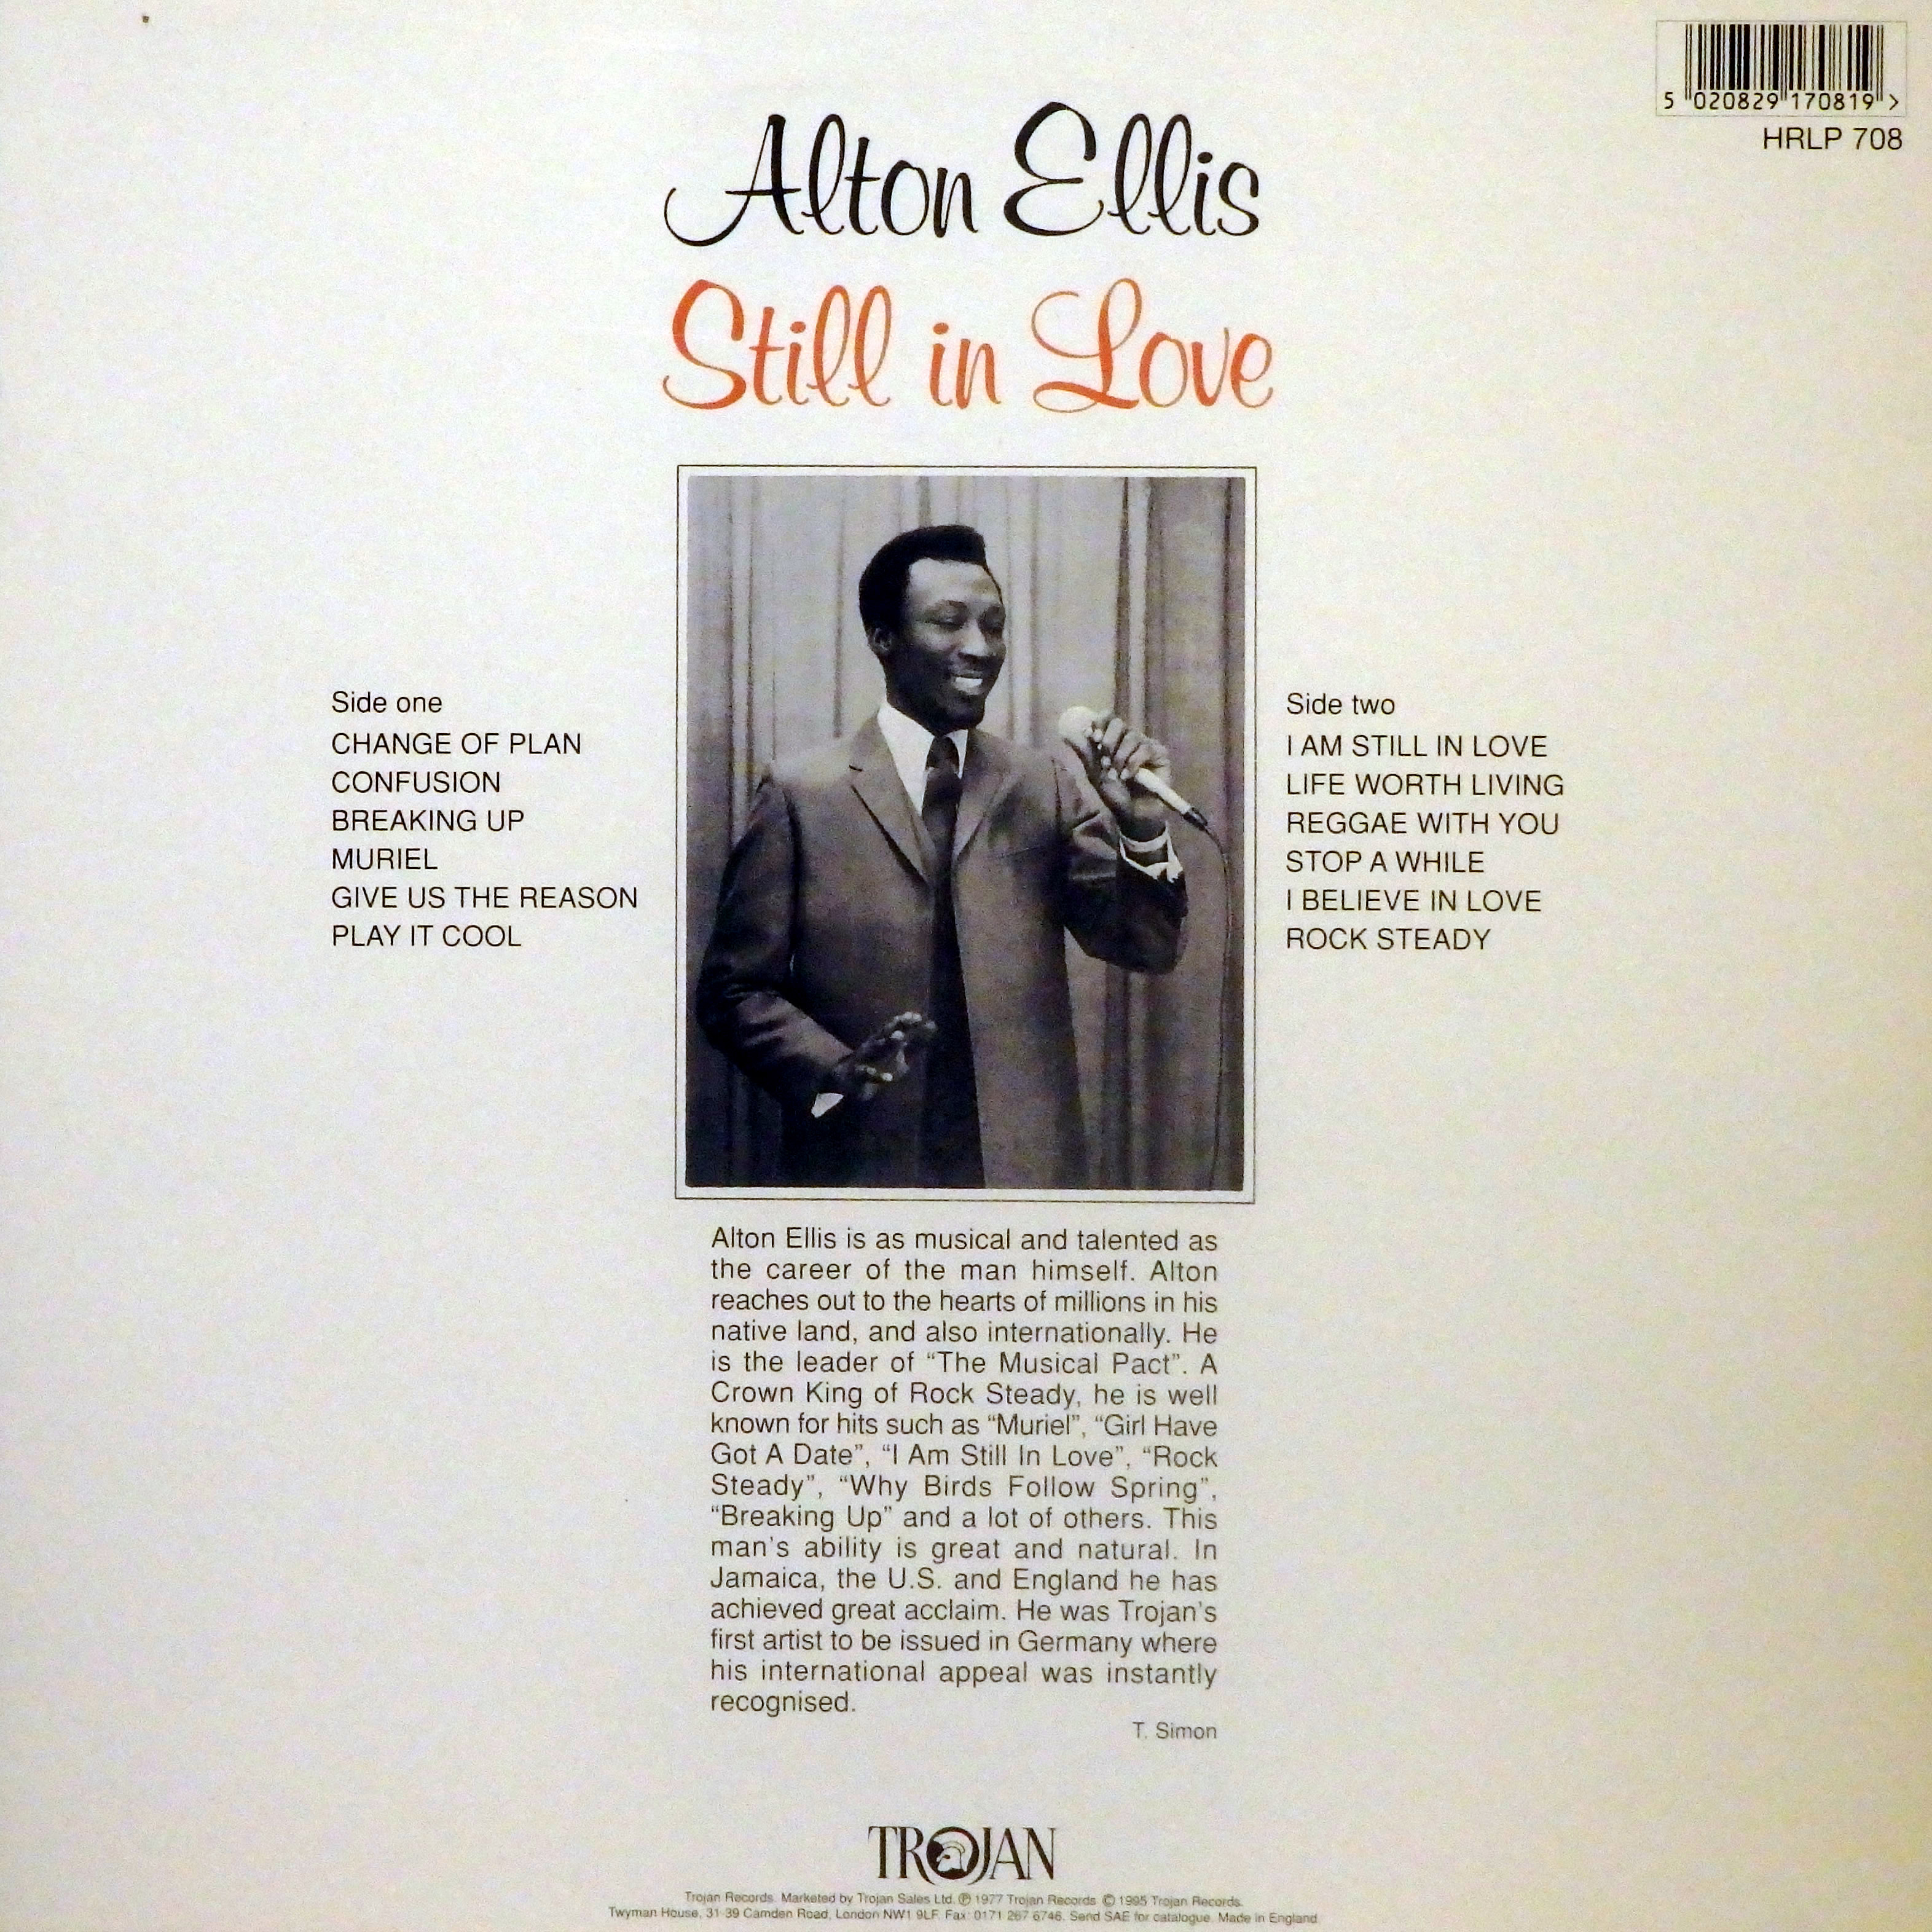 5 020829 170819 >
HRLP 708
Alton Ellis
Still in Love
Side one
CHANGE OF PLAN
CONFUSION
BREAKING UP
MURIEL
GIVE US THE REASON
PLAY IT COOL
Side two
I AM STILL IN LOVE
LIFE WORTH LIVING
REGGAE WITH YOU
STOP A WHILE
I BELIEVE IN LOVE
ROCK STEADY
Alton Ellis is as musical and talented as
the career of the man himself. Alton
reaches out to the hearts of millions in his
native land, and also internationally. He
is the leader of “The Musical Pact”. A
Crown King of Rock Steady, he is well
known for hits such as “Muriel”, “Girl Have
Got A Date”, “I Am Still In Love”, “Rock
Steady”, “Why Birds Follow Spring”,
“Breaking Up” and a lot of others. This
man’s ability is great and natural. In
Jamaica, the U.S. and England he has
achieved great acclaim. He was Trojan’s
first artist to be issued in Germany where
his international appeal was instantly
recognised.
T. Simon
TROJAN
Trojan Records. Marketed by Trojan Sales Ltd. ℗ 1977 Trojan Records © 1995 Trojan Records.
Twyman House, 31-39 Camden Road, London NW1 9LF. Fax: 0171 267 6746. Send SAE for catalogue. Made in England